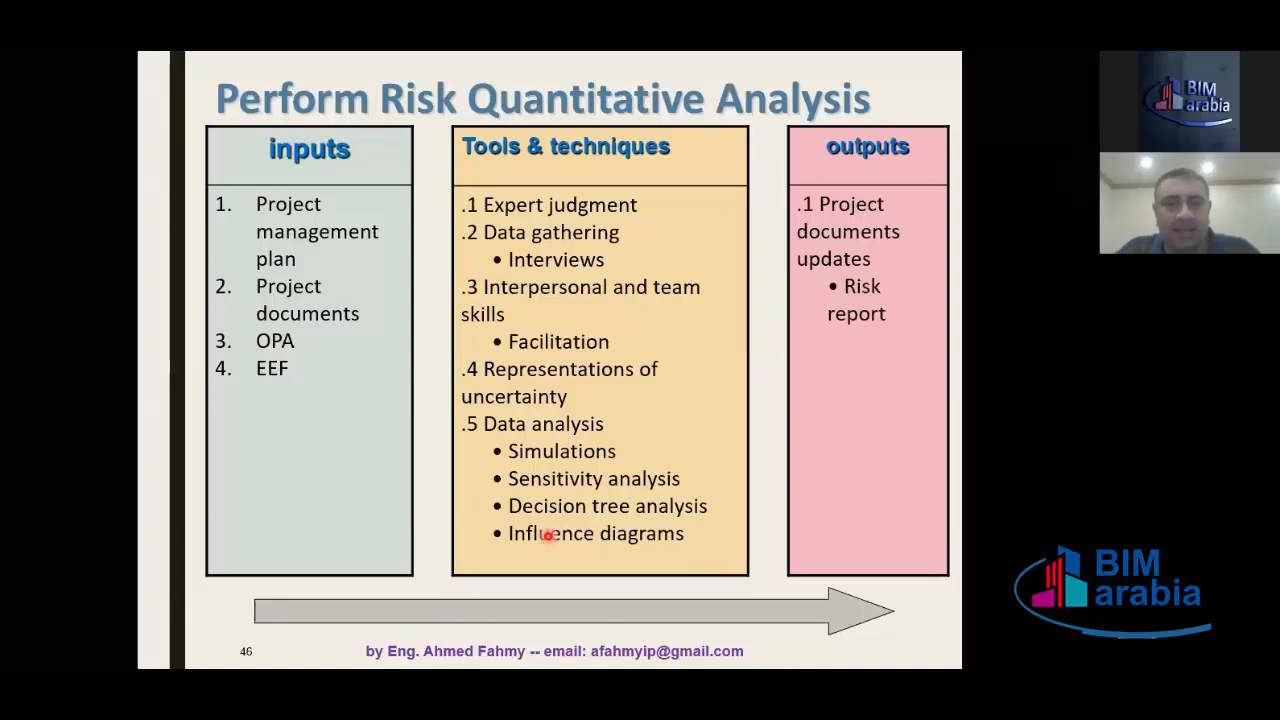 Perform Risk Quantitative Analysis
inputs
1. Project
management
plan
2. Project
documents
3. OPA
4. EEF
Tools & techniques
.1 Expert judgment
.2 Data gathering
• Interviews
.3 Interpersonal and team
skills
• Facilitation
.4 Representations of
uncertainty
.5 Data analysis
• Simulations
• Sensitivity analysis
• Decision tree analysis
• Influence diagrams
outputs
.1 Project
documents
updates
• Risk
report
46
by Eng. Ahmed Fahmy -- email: afahmyip@gmail.com
BIM
arabia
BIM
arabia